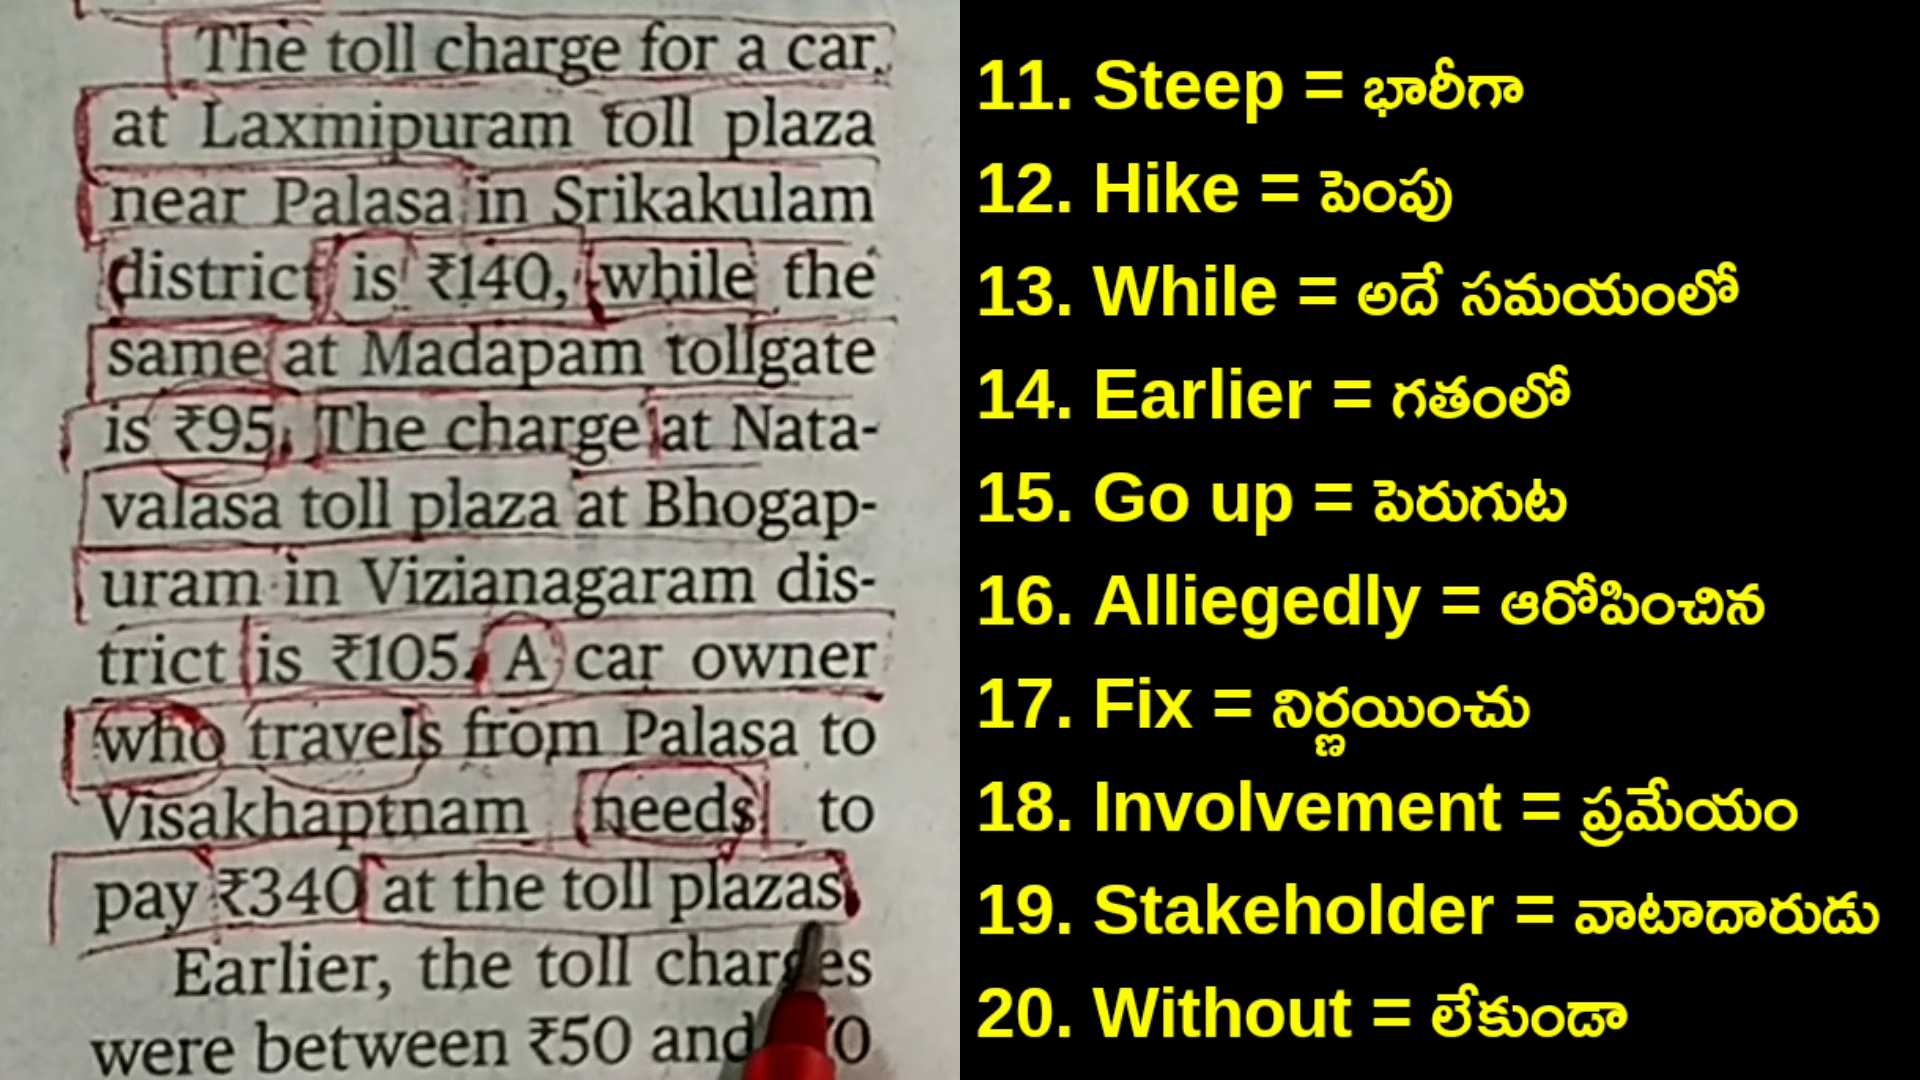 The toll charge for a car
at Laxmipuram toll plaza
near Palasa in Srikakulam
district is ₹140, while the
same at Madapam tollgate
is ₹95. The charge at Nata-
valasa toll plaza at Bhogap-
uram in Vizianagaram dis-
trict is ₹105. A car owner
who travels from Palasa to
Visakhaptnam needs to
pay ₹340 at the toll plazas.
Earlier, the toll charges
were between ₹50 and
11. Steep = భారీగా
12. Hike = పెంపు
13. While = అదే సమయంలో
14. Earlier = గతంలో
15. Go up = పెరుగుట
16. Alliegedly = ఆరోపించిన
17. Fix = నిర్ణయించు
18. Involvement = ప్రమేయం
19. Stakeholder = వాటాదారుడు
20. Without = లేకుండా